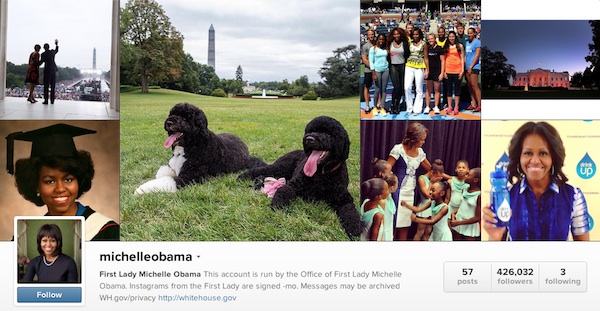 drink
UP
michelleobama
First Lady Michelle Obama This account is run by the Office of First Lady Michelle
Obama. Instagrams from the First Lady are signed -mo. Messages may be archived
WH.gov/privacy http://whitehouse.gov
Follow
57
posts
426,032
followers
3
following